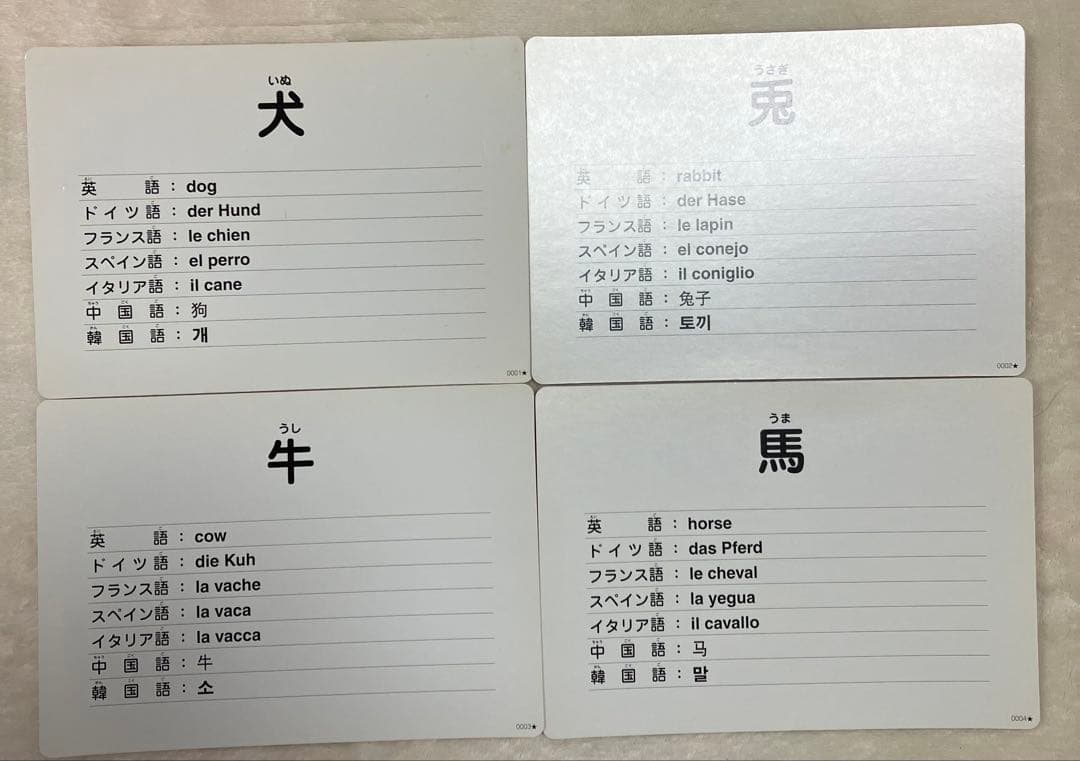 いぬ
犬
英語：dog
ドイツ語：der Hund
フランス語：le chien
スペイン語：el perro
イタリア語：il cane
中国語：狗
韓国語：개
0001★
うさぎ
兎
英語：rabbit
ドイツ語：der Hase
フランス語：le lapin
スペイン語：el conejo
イタリア語：il coniglio
中国語：兔子
韓国語：토끼
0002★
うし
牛
英語：cow
ドイツ語：die Kuh
フランス語：la vache
スペイン語：la vaca
イタリア語：la vacca
中国語：牛
韓国語：소
0003★
うま
馬
英語：horse
ドイツ語：das Pferd
フランス語：le cheval
スペイン語：la yegua
イタリア語：il cavallo
中国語：马
韓国語：말
0004★